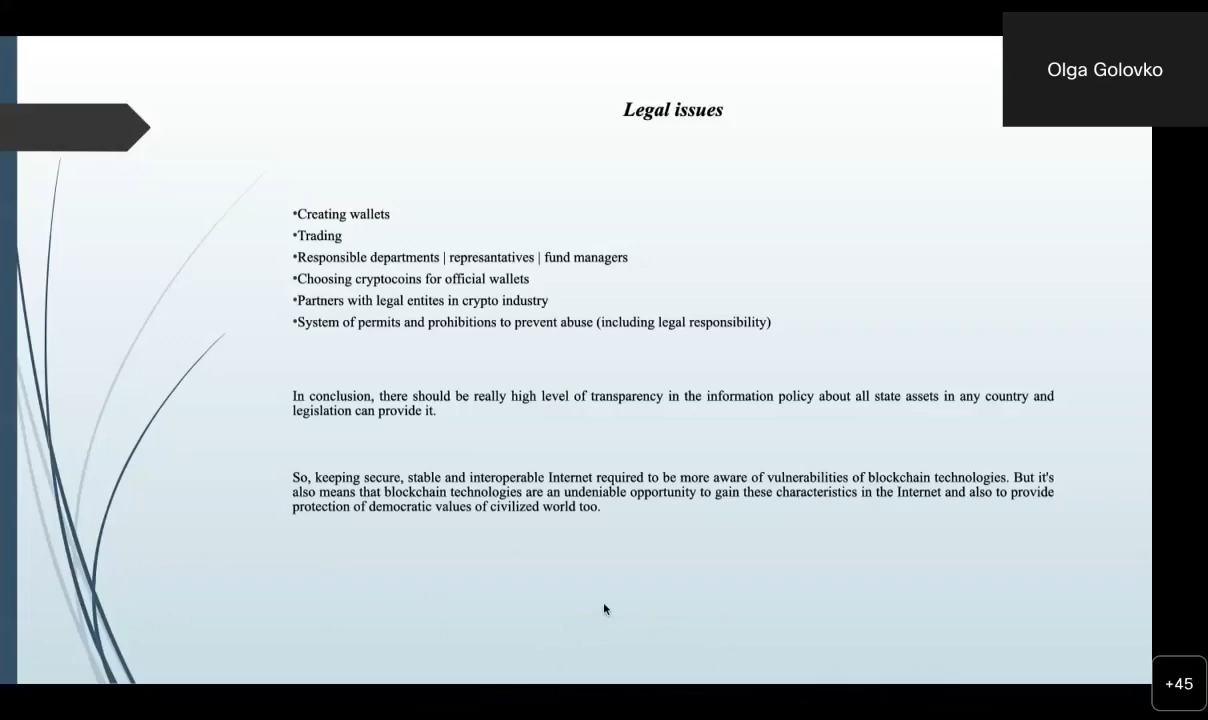 Olga Golovko
Legal issues
•Creating wallets
•Trading
•Responsible departments | represantatives | fund managers
•Choosing cryptocoins for official wallets
•Partners with legal entites in crypto industry
•System of permits and prohibitions to prevent abuse (including legal responsibility)
In conclusion, there should be really high level of transparency in the information policy about all state assets in any country and
legislation can provide it.
So, keeping secure, stable and interoperable Internet required to be more aware of vulnerabilities of blockchain technologies. But it's
also means that blockchain technologies are an undeniable opportunity to gain these characteristics in the Internet and also to provide
protection of democratic values of civilized world too.
+45